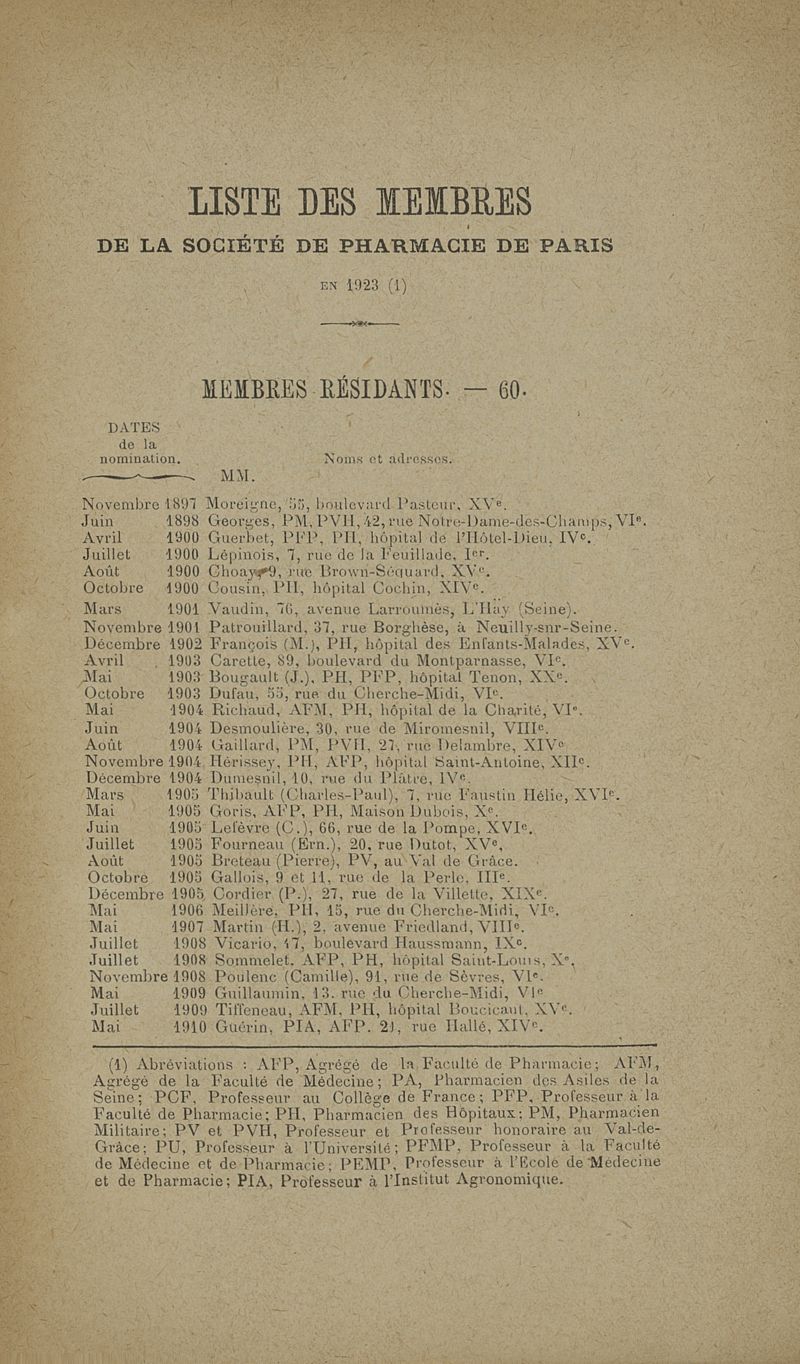 LISTE DES MEMBRES
DE LA SOCIÉTÉ DE PHARMACIE DE PARIS
EN 1923 (1)
MEMBRES RÉSIDANTS. — 60.
DATES
de la
nomination.
Noms et adresses.
MM.
Novembre 1897 Moreigne, 55, boulevard Pasteur, XVe.
Juin 1898 Georges, PM, PVH, 42, rue Notre-Dame-des-Champs, VIe.
Avril 1900 Guerbet, PFP, PH, hôpital de l'Hôtel-Dieu, IVe.
Juillet 1900 Lépinois, 7, rue de la Feuillade, Ier.
Août 1900 Choay, 9, rue Brown-Séquard, XVe.
Octobre 1900 Cousin, PH, hôpital Cochin, XIVe.
Mars 1901 Vaudin, 76, avenue Larroumès, L'Hay (Seine).
Novembre 1901 Patrouillard, 37, rue Borghèse, à Neuilly-sur-Seine.
Décembre 1902 François (M.), PH, hôpital des Enfants-Malades, XVe.
Avril 1903 Carette, 89, boulevard du Montparnasse, VIe.
Mai 1903 Bougault (J.), PH, PFP, hôpital Tenon, XXe.
Octobre 1903 Dufau, 55, rue du Cherche-Midi, VIe.
Mai 1904 Richaud, AFM, PH, hôpital de la Charité, VIe.
Juin 1904 Desmoulière, 30, rue de Miromesnil, VIIIe.
Août 1904 Gaillard, PM, PVH, 27, rue Delambre, XIVe
Novembre 1904 Hérissey, PH, AFP, hôpital Saint-Antoine, XIIe.
Décembre 1904 Dumesnil, 10, rue du Plâtre, IVe.
Mars 1905 Thibault (Charles-Paul), 7, rue Faustin Hélie, XVIe.
Mai 1905 Goris, AFP, PH, Maison Dubois, Xe.
Juin 1905 Lefèvre (C.), 66, rue de la Pompe, XVIe.
Juillet 1905 Fourneau (Ern.), 20, rue Dutot, XVe.
Août 1905 Breteau (Pierre), PV, au Val de Grâce.
Octobre 1905 Gallois, 9 et 11, rue de la Perle, IIIe.
Décembre 1905 Cordier (P.), 27, rue de la Villette, XIXe.
Mai 1906 Meillère, PH, 15, rue du Cherche-Midi, VIe.
Mai 1907 Martin (H.), 2, avenue Friedland, VIIIe.
Juillet 1908 Vicario, 17, boulevard Haussmann, IXe.
Juillet 1908 Sommelet, AFP, PH, hôpital Saint-Louis, Xe.
Novembre 1908 Poulenc (Camille), 91, rue de Sèvres, VIe.
Mai 1909 Guillaumin, 13, rue du Cherche-Midi, VIe
Juillet 1909 Tiffeneau, AFM, PH, hôpital Boucicaut, XVe.
Mai 1910 Guérin, PIA, AFP. 21, rue Hallé, XIVe.
(1) Abréviations : AFP, Agrégé de la Faculté de Pharmacie; AFM,
Agrégé de la Faculté de Médecine; PA, Pharmacien des Asiles de la
Seine; PCF, Professeur au Collège de France; PFP, Professeur à la
Faculté de Pharmacie; PH, Pharmacien des Hôpitaux; PM, Pharmacien
Militaire; PV et PVH, Professeur et Professeur honoraire au Val-de-
Grâce; PU, Professeur à l'Université; PFMP, Professeur à la Faculté
de Médecine et de Pharmacie; PEMP, Professeur à l'Ecole de Médecine
et de Pharmacie; PIA, Professeur à l'Institut Agronomique.